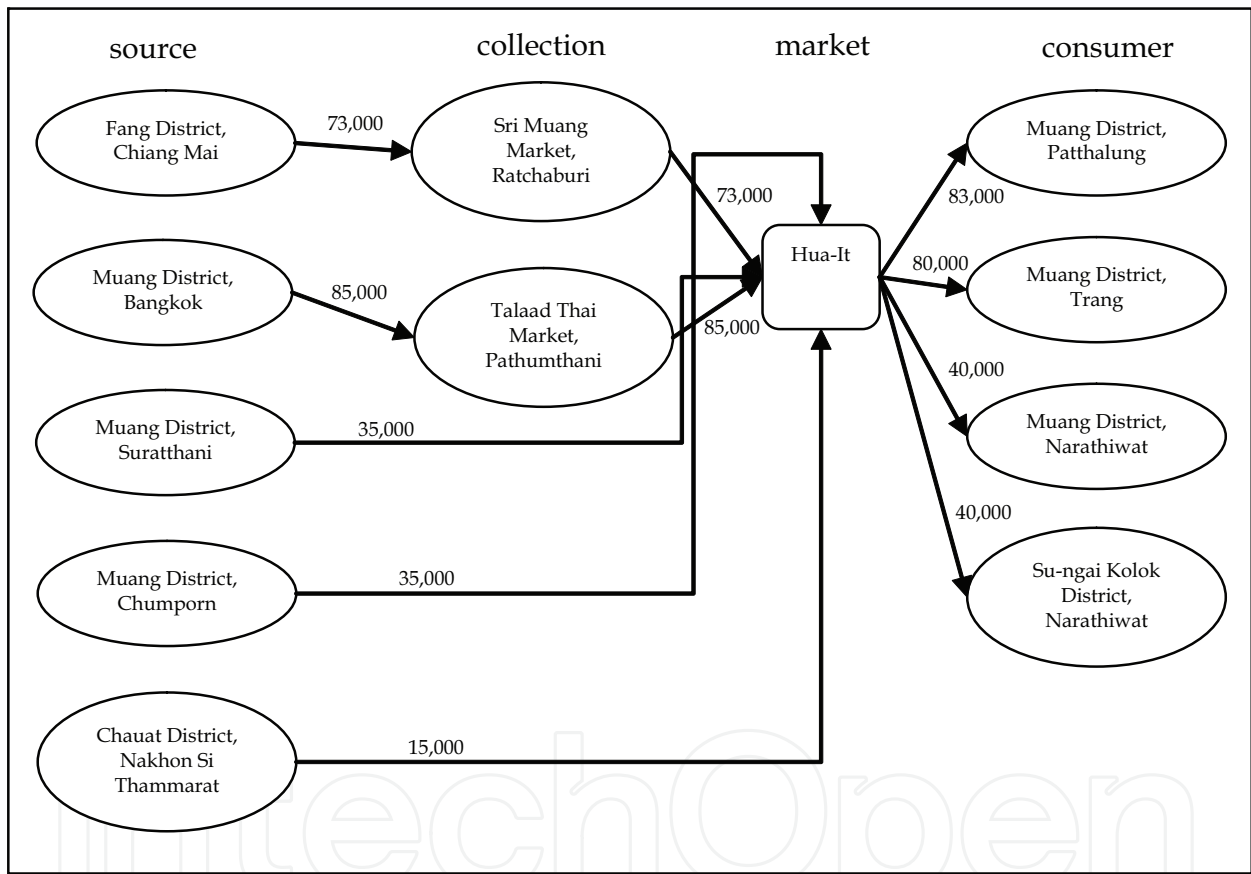 source
collection
market
consumer
Fang District,
Chiang Mai
73,000
Sri Muang
Market,
Ratchaburi
73,000
Muang District,
Bangkok
85,000
Talaad Thai
Market,
Pathumthani
85,000
Muang District,
Suratthani
35,000
Muang District,
Chumporn
35,000
Chauat District,
Nakhon Si
Thammarat
15,000
Hua-It
83,000
Muang District,
Patthalung
80,000
Muang District,
Trang
40,000
Muang District,
Narathiwat
40,000
Su-ngai Kolok
District,
Narathiwat
IntechOpen